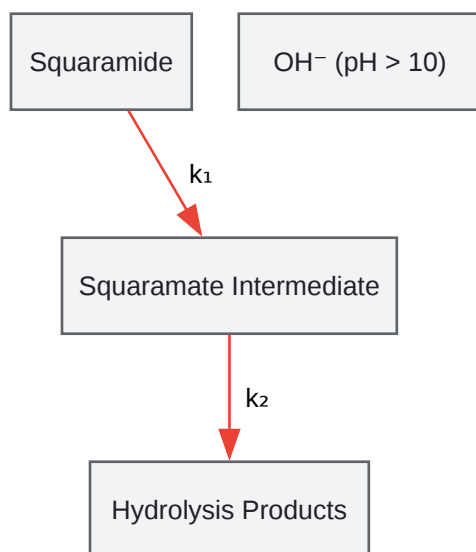 Squaramide
OH⁻ (pH > 10)
k₁
Squaramate Intermediate
k₂
Hydrolysis Products